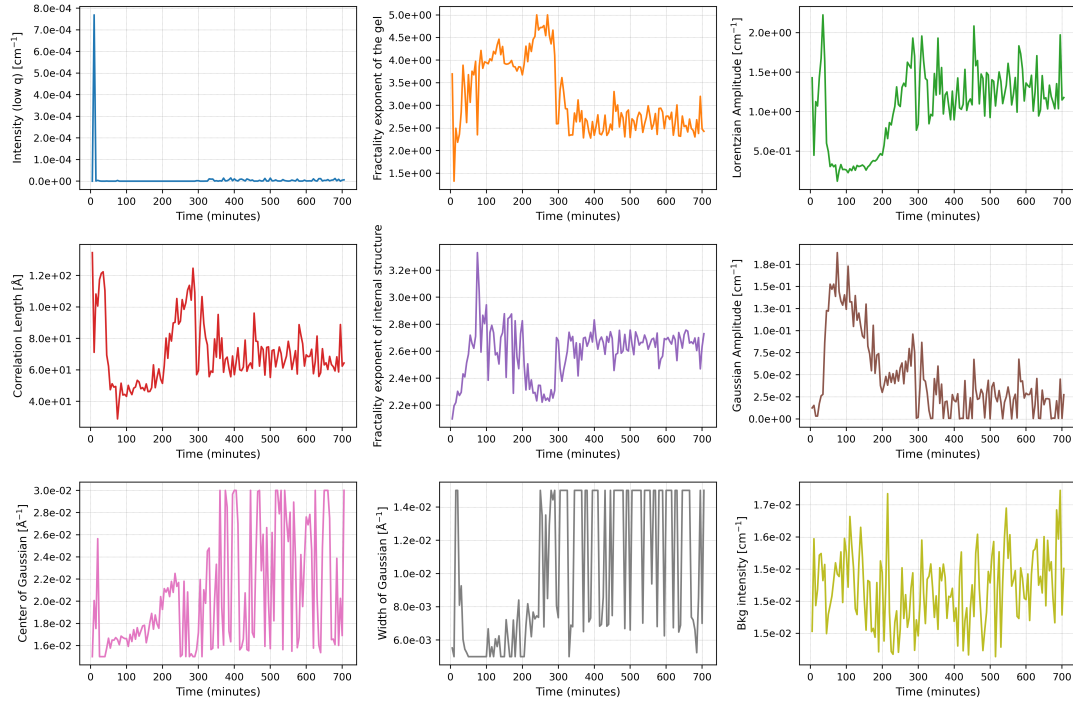 8.0e-04
7.0e-04
6.0e-04
5.0e-04
4.0e-04
3.0e-04
2.0e-04
1.0e-04
0.0e+00
Intensity (low q) [cm⁻¹]
0 100 200 300 400 500 600 700
Time (minutes)
5.0e+00
4.5e+00
4.0e+00
3.5e+00
3.0e+00
2.5e+00
2.0e+00
1.5e+00
Fractality exponent of the gel
0 100 200 300 400 500 600 700
Time (minutes)
2.0e+00
1.5e+00
1.0e+00
5.0e-01
Lorentzian Amplitude [cm⁻¹]
0 100 200 300 400 500 600 700
Time (minutes)
1.2e+02
1.0e+02
8.0e+01
6.0e+01
4.0e+01
Correlation Length [Å]
0 100 200 300 400 500 600 700
Time (minutes)
3.2e+00
3.0e+00
2.8e+00
2.6e+00
2.4e+00
2.2e+00
Fractality exponent of internal structure
0 100 200 300 400 500 600 700
Time (minutes)
1.8e-01
1.5e-01
1.2e-01
1.0e-01
7.5e-02
5.0e-02
2.5e-02
0.0e+00
Gaussian Amplitude [cm⁻¹]
0 100 200 300 400 500 600 700
Time (minutes)
3.0e-02
2.8e-02
2.6e-02
2.4e-02
2.2e-02
2.0e-02
1.8e-02
1.6e-02
Center of Gaussian [Å⁻¹]
0 100 200 300 400 500 600 700
Time (minutes)
1.4e-02
1.2e-02
1.0e-02
8.0e-03
6.0e-03
Width of Gaussian [Å⁻¹]
0 100 200 300 400 500 600 700
Time (minutes)
1.7e-02
1.6e-02
1.5e-02
1.5e-02
1.5e-02
Bkg intensity [cm⁻¹]
0 100 200 300 400 500 600 700
Time (minutes)